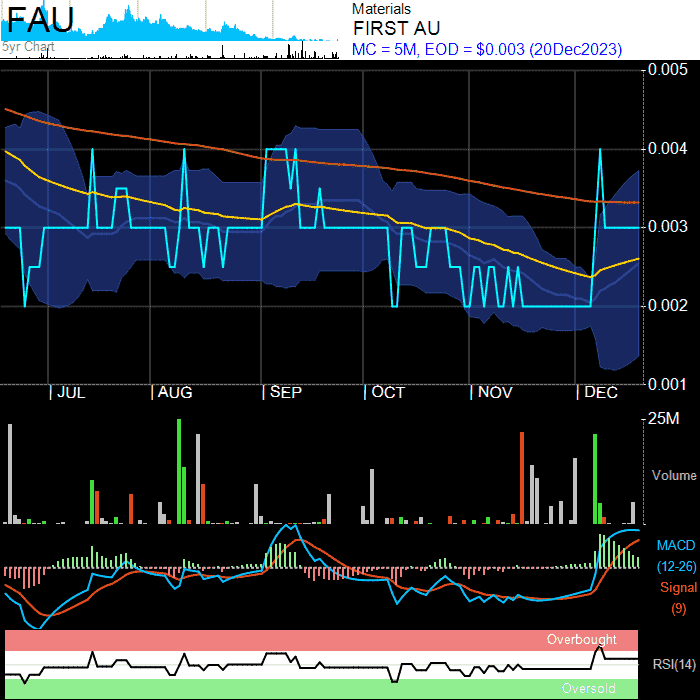 FAU
5yr Chart
Materials
FIRST AU
MC = 5M, EOD = $0.003 (20Dec2023)
0.005
0.004
0.003
0.002
0.001
JUL
AUG
SEP
OCT
NOV
DEC
25M
Volume
MACD
(12-26)
Signal
(9)
Overbought
RSI(14)
Oversold